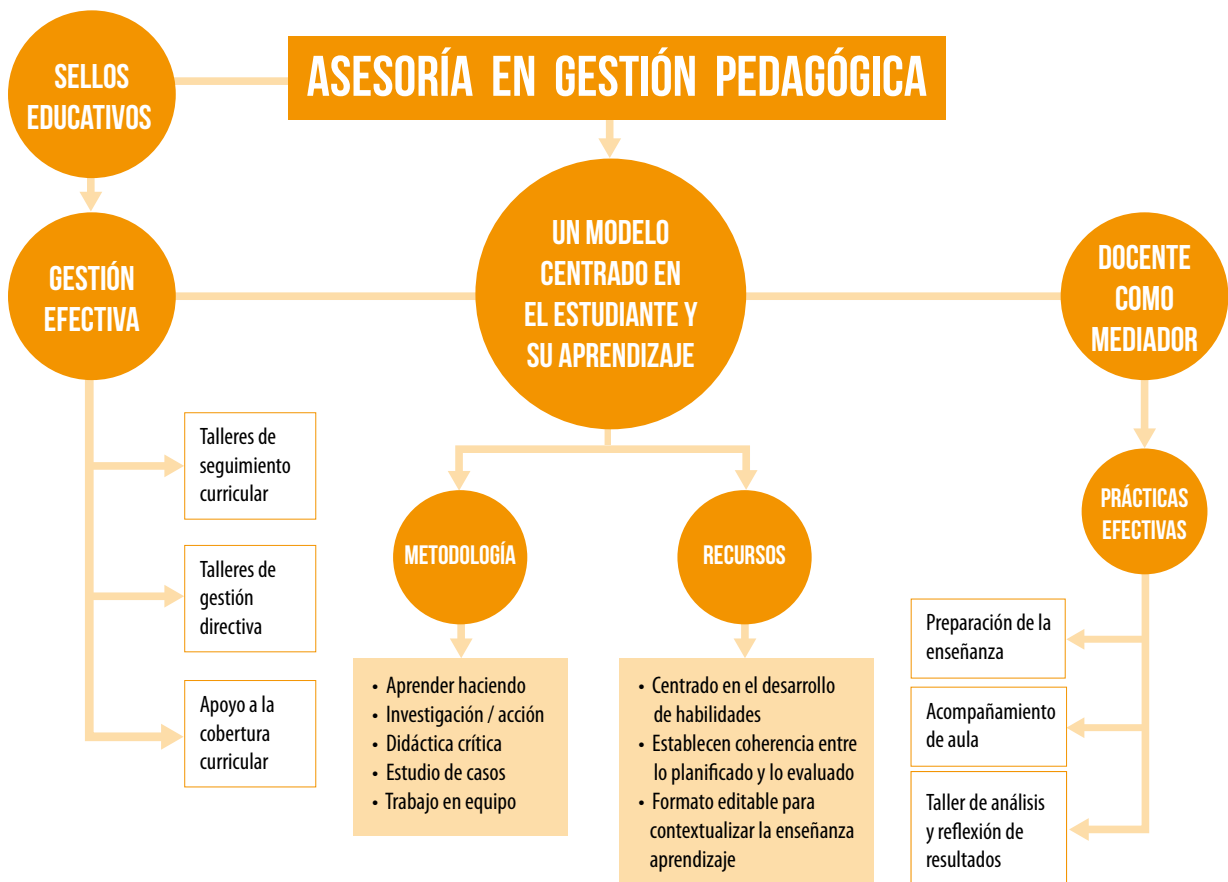 SELLOS
EDUCATIVOS
ASESORÍA EN GESTIÓN PEDAGÓGICA
GESTIÓN
EFECTIVA
UN MODELO
CENTRADO EN
EL ESTUDIANTE Y
SU APRENDIZAJE
DOCENTE
COMO
MEDIADOR
Talleres de
seguimiento
curricular
Talleres de
gestión
directiva
Apoyo a la
cobertura
curricular
METODOLOGÍA
• Aprender haciendo
• Investigación / acción
• Didáctica crítica
• Estudio de casos
• Trabajo en equipo
RECURSOS
• Centrado en el desarrollo
de habilidades
• Establecen coherencia entre
lo planificado y lo evaluado
• Formato editable para
contextualizar la enseñanza
aprendizaje
PRÁCTICAS
EFECTIVAS
Preparación de la
enseñanza
Acompañamiento
de aula
Taller de análisis
y reflexión de
resultados